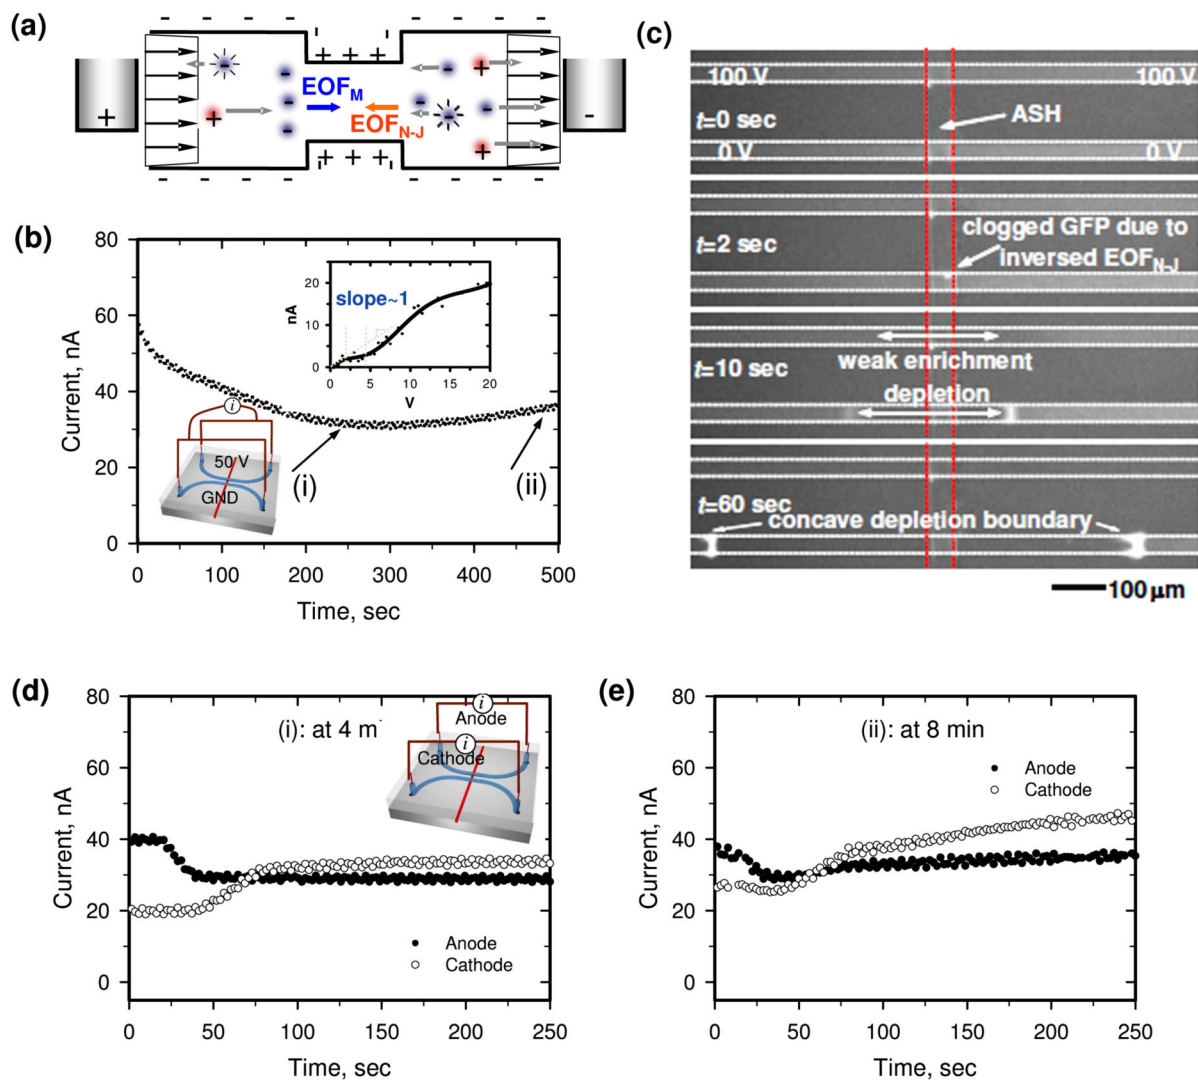 (a)
- - - - - - - - - -
+ + +
EOF_M
EOF_N-J
+ -
+ + +
- - - - - - - - - -
(b)
80
60
40
20
0
Current, nA
0 100 200 300 400 500
Time, sec
20
10
0
nA
slope~1
0 5 10 15 20
V
i
50 V
GND
(i)
(ii)
(c)
100 V 100 V
ASH
t=0 sec
0 V 0 V
t=2 sec
clogged GFP due to
inversed EOF_N-J
t=10 sec
weak enrichment
depletion
t=60 sec
concave depletion boundary
100 µm
(d)
80
60
40
20
0
Current, nA
(i): at 4 m
i
Anode
i
Cathode
Anode
Cathode
0 50 100 150 200 250
Time, sec
(e)
80
60
40
20
0
Current, nA
(ii): at 8 min
Anode
Cathode
0 50 100 150 200 250
Time, sec